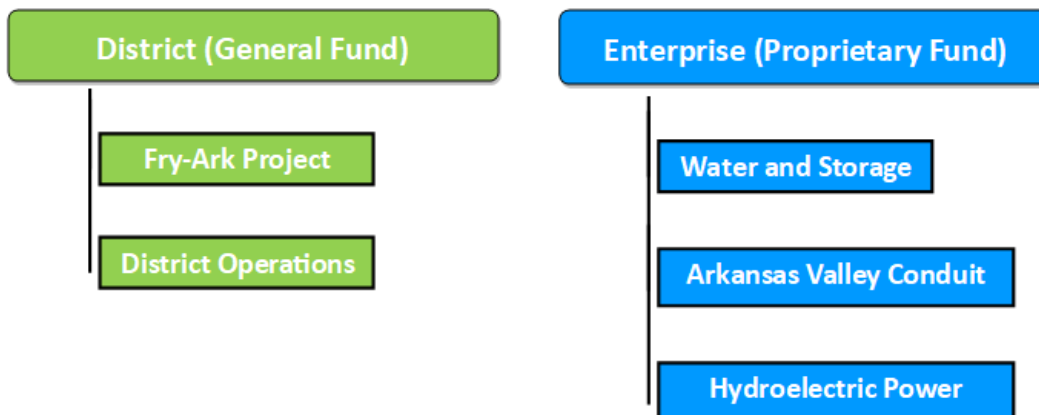 District (General Fund)
Fry-Ark Project
District Operations
Enterprise (Proprietary Fund)
Water and Storage
Arkansas Valley Conduit
Hydroelectric Power